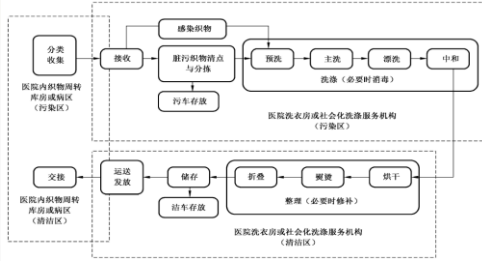 感染织物
分类
收集
接收
脏污织物清点
与分拣
预洗
主洗
漂洗
中和
洗涤（必要时消毒）
污车存放
医院内织物周转
库房或病区
（污染区）
医院洗衣房或社会化洗涤服务机构
（污染区）
交接
运送
发放
储存
折叠
熨烫
烘干
整理（必要时修补）
洁车存放
医院内织物周转
库房或病区
（清洁区）
医院洗衣房或社会化洗涤服务机构
（清洁区）